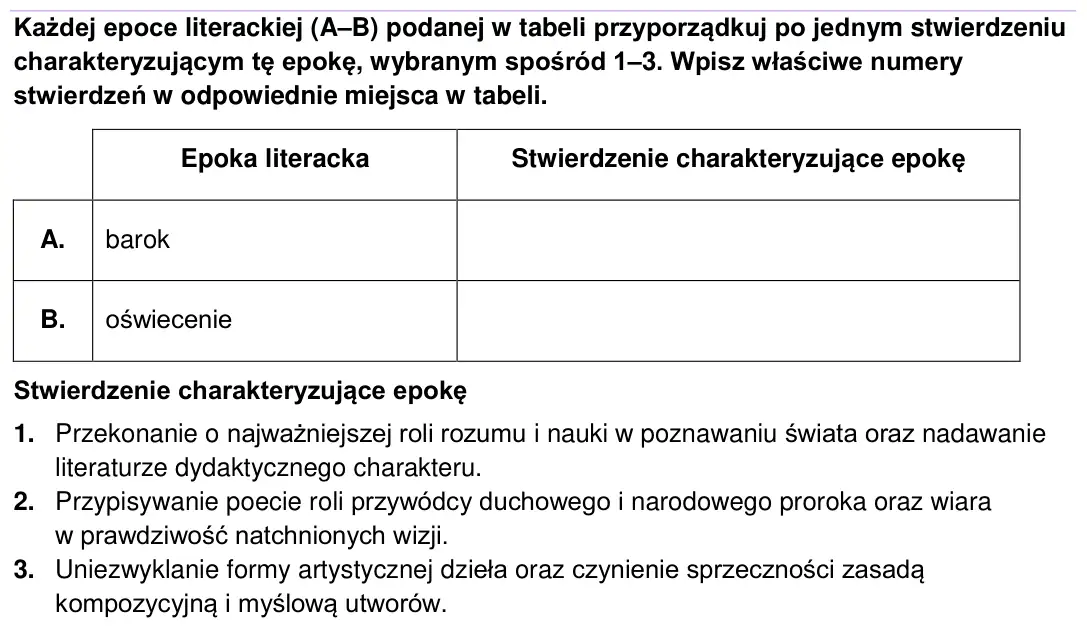 Każdej epoce literackiej (A–B) podanej w tabeli przyporządkuj po jednym stwierdzeniu
charakteryzującym tę epokę, wybranym spośród 1–3. Wpisz właściwe numery
stwierdzeń w odpowiednie miejsca w tabeli.
Epoka literacka Stwierdzenie charakteryzujące epokę
A. barok
B. oświecenie
Stwierdzenie charakteryzujące epokę
1. Przekonanie o najważniejszej roli rozumu i nauki w poznawaniu świata oraz nadawanie
literaturze dydaktycznego charakteru.
2. Przypisywanie poecie roli przywódcy duchowego i narodowego proroka oraz wiara
w prawdziwość natchnionych wizji.
3. Uniezwyklanie formy artystycznej dzieła oraz czynienie sprzeczności zasadą
kompozycyjną i myślową utworów.